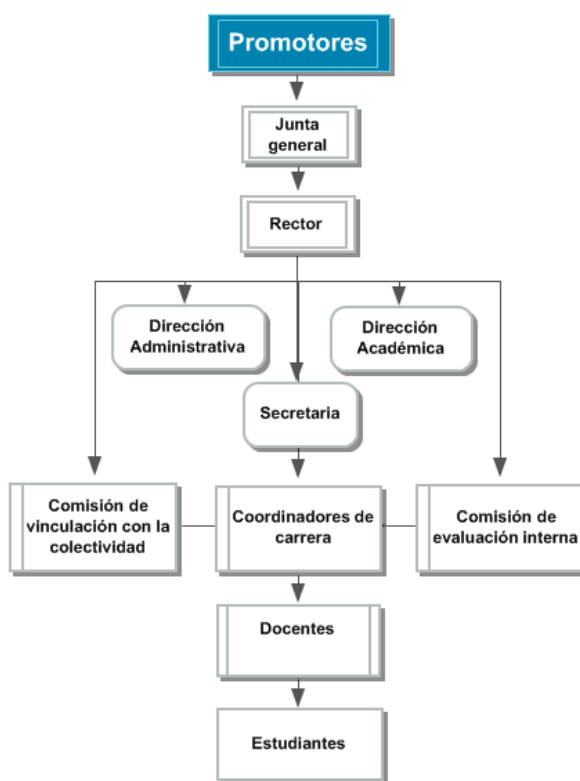 Promotores
Junta
general
Rector
Dirección
Administrativa
Dirección
Académica
Secretaria
Comisión de
vinculación con la
colectividad
Coordinadores de
carrera
Comisión de
evaluación interna
Docentes
Estudiantes